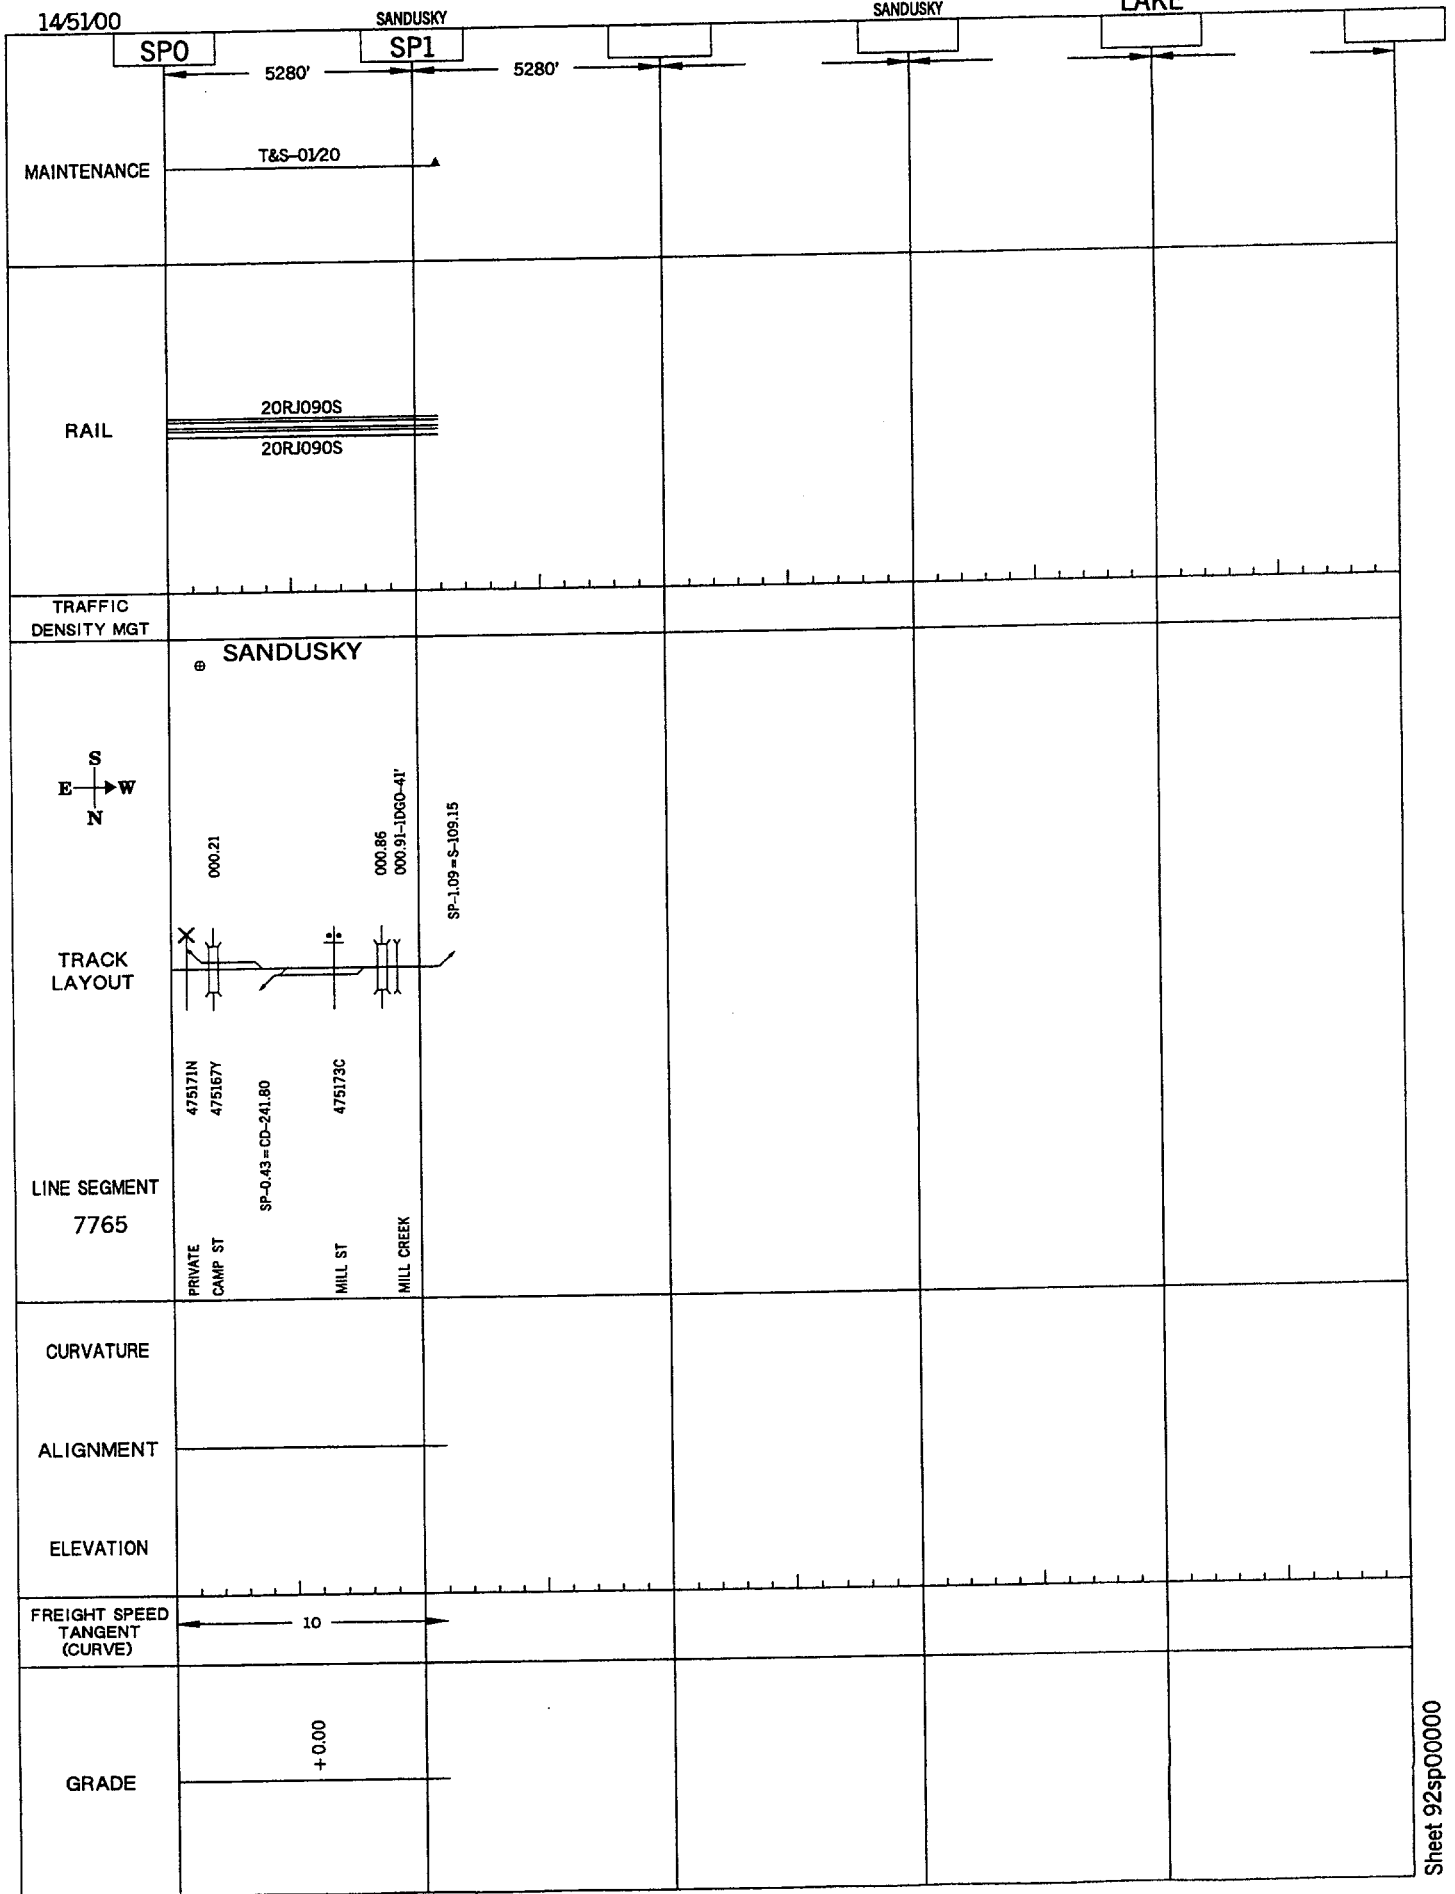 14/51/00
SANDUSKY
SANDUSKY
LAKE
SP0
SP1
5280'
5280'
MAINTENANCE
T&S-01/20
RAIL
20RJ090S
20RJ090S
TRAFFIC
DENSITY MGT
SANDUSKY
S
E W
N
000.21
000.86
000.91-1DGO-41'
SP-1.09=S-109.15
TRACK
LAYOUT
475171N
475167Y
SP-0.43=CD-241.80
475173C
LINE SEGMENT
7765
PRIVATE
CAMP ST
MILL ST
MILL CREEK
CURVATURE
ALIGNMENT
ELEVATION
FREIGHT SPEED
TANGENT
(CURVE)
10
GRADE
+0.00
Sheet 92sp00000